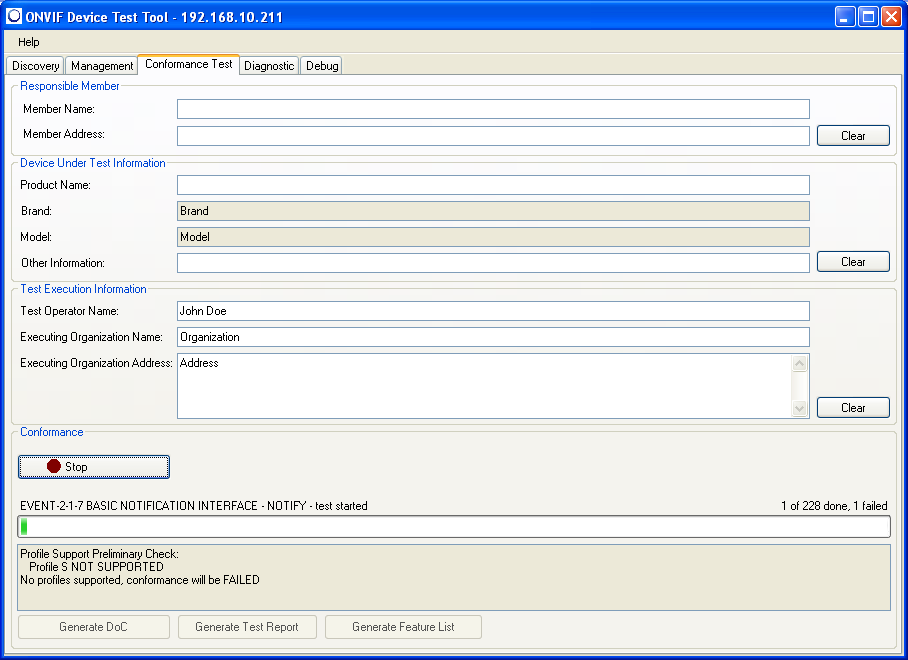 ONVIF Device Test Tool - 192.168.10.211
Help
Discovery Management Conformance Test Diagnostic Debug
Responsible Member
Member Name:
Member Address:
Clear
Device Under Test Information
Product Name:
Brand: Brand
Model: Model
Other Information:
Clear
Test Execution Information
Test Operator Name: John Doe
Executing Organization Name: Organization
Executing Organization Address: Address
Clear
Conformance
Stop
EVENT-2-1-7 BASIC NOTIFICATION INTERFACE - NOTIFY - test started 1 of 228 done, 1 failed
Profile Support Preliminary Check:
Profile S NOT SUPPORTED
No profiles supported, conformance will be FAILED
Generate DoC Generate Test Report Generate Feature List